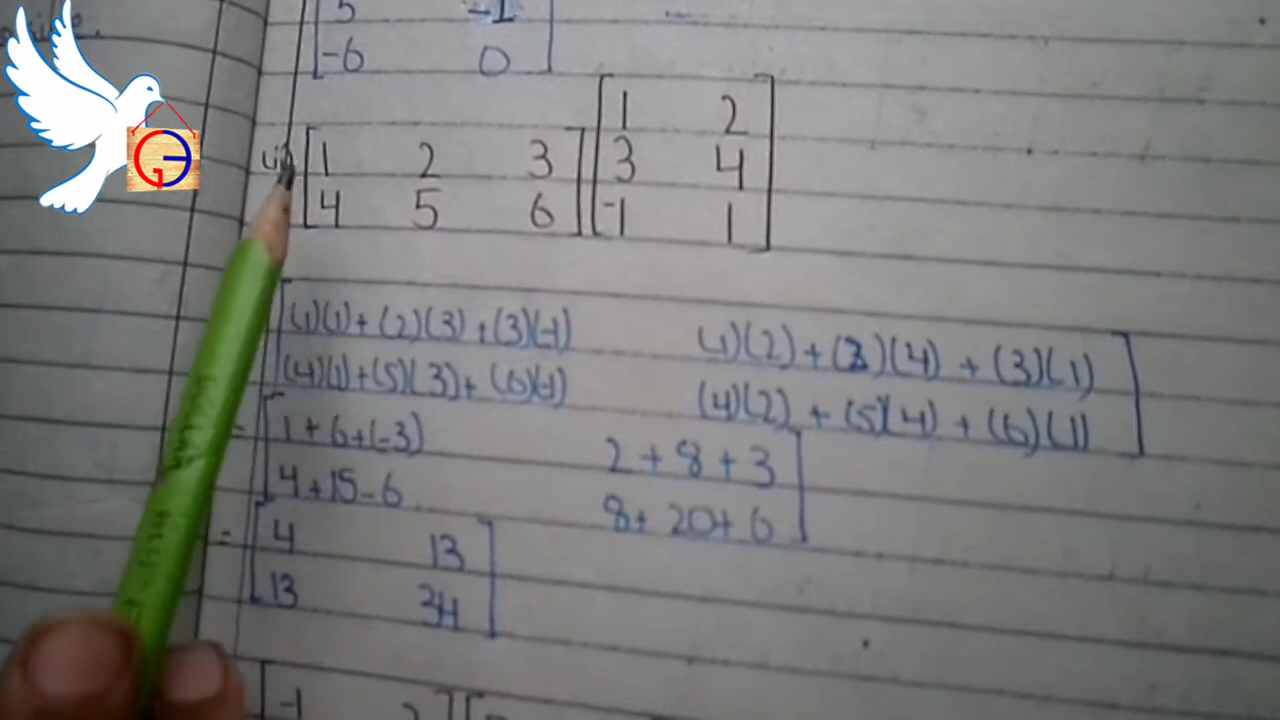 5 -1
-6 0
1 2
1 2 3 3 4
4 5 6 -1 1
(1)(1)+(2)(3)+(3)(-1) (1)(2)+(2)(4)+(3)(1)
(4)(1)+(5)(3)+(6)(-1) (4)(2)+(5)(4)+(6)(1)
= 1+6+(-3) 2+8+3
4+15-6 8+20+6
= 4 13
13 34
-1 2
GE